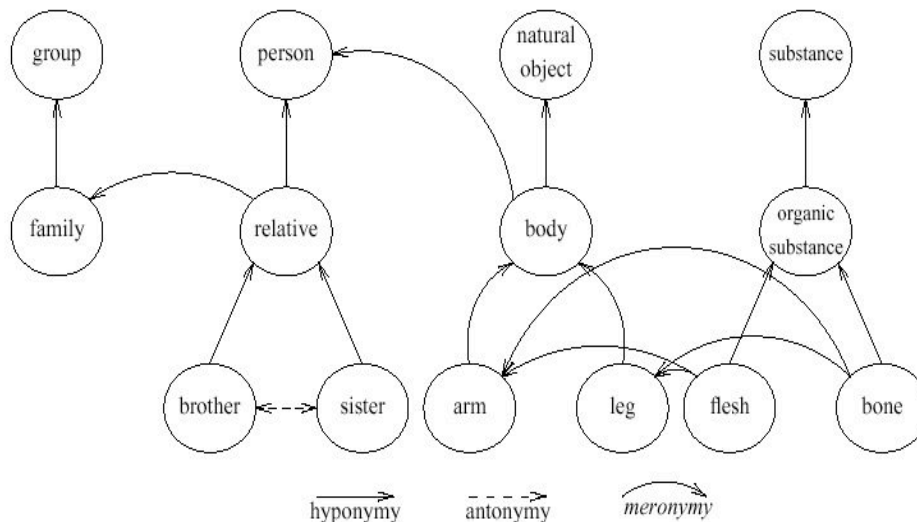 group
person
natural
object
substance
family
relative
body
organic
substance
brother
sister
arm
leg
flesh
bone
hyponymy
antonymy
meronymy